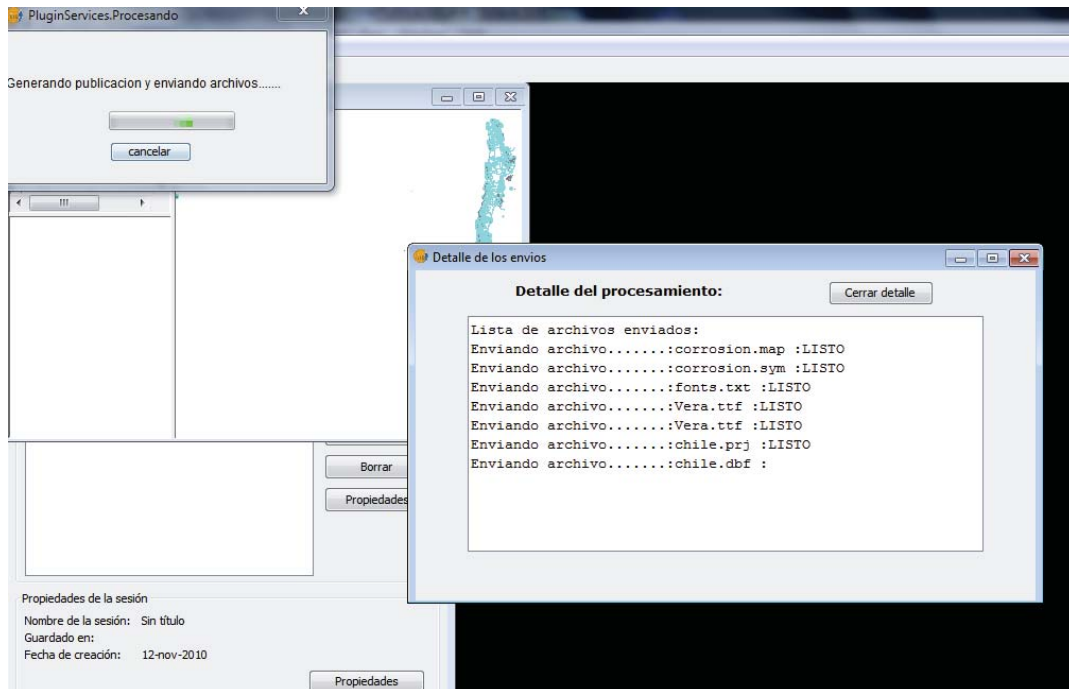 PluginServices.Procesando
Generando publicacion y enviando archivos.......
cancelar
Detalle de los envios
Detalle del procesamiento:
Cerrar detalle
Lista de archivos enviados:
Enviando archivo.......:corrosion.map :LISTO
Enviando archivo.......:corrosion.sym :LISTO
Enviando archivo.......:fonts.txt :LISTO
Enviando archivo.......:Vera.ttf :LISTO
Enviando archivo.......:Vera.ttf :LISTO
Enviando archivo.......:chile.prj :LISTO
Enviando archivo.......:chile.dbf :
Borrar
Propiedades
Propiedades de la sesión
Nombre de la sesión: Sin título
Guardado en:
Fecha de creación: 12-nov-2010
Propiedades